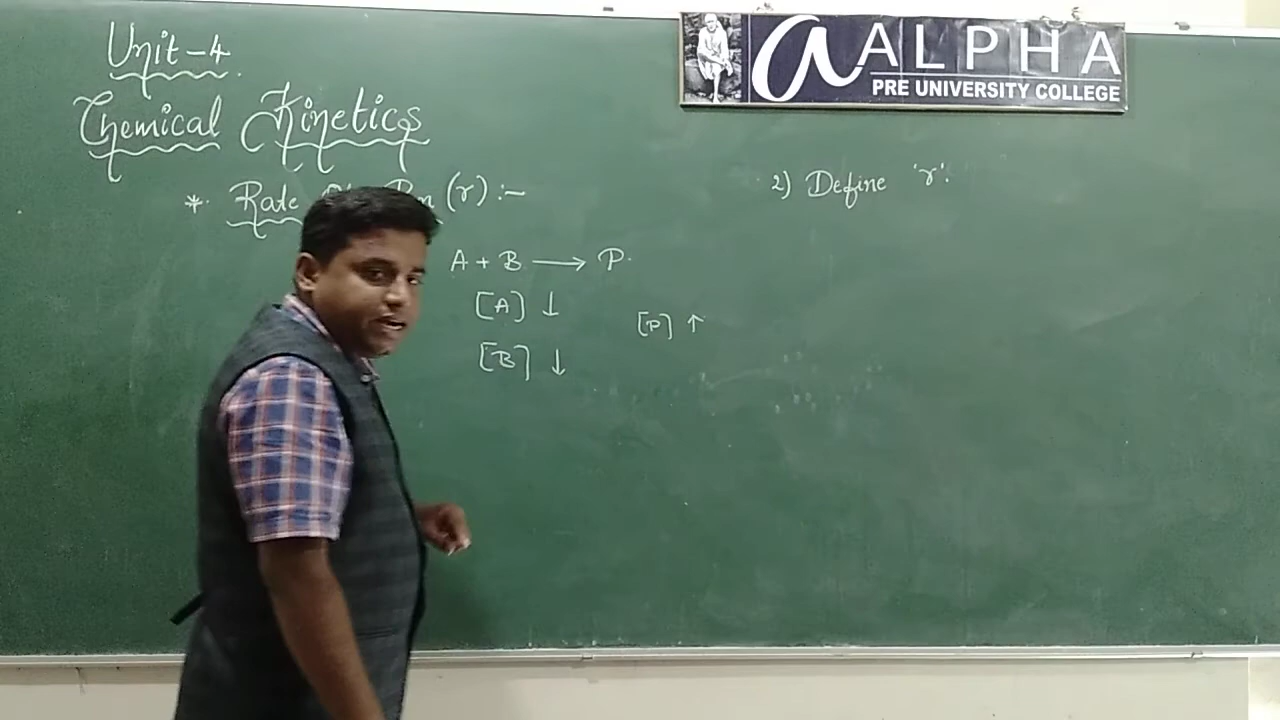 Unit-4
Chemical Kinetics
* Rate (r) :-
A + B ⟶ P.
[A] ↓
[P] ↑
[B] ↓
a ALPHA
PRE UNIVERSITY COLLEGE
2) Define 'r'.